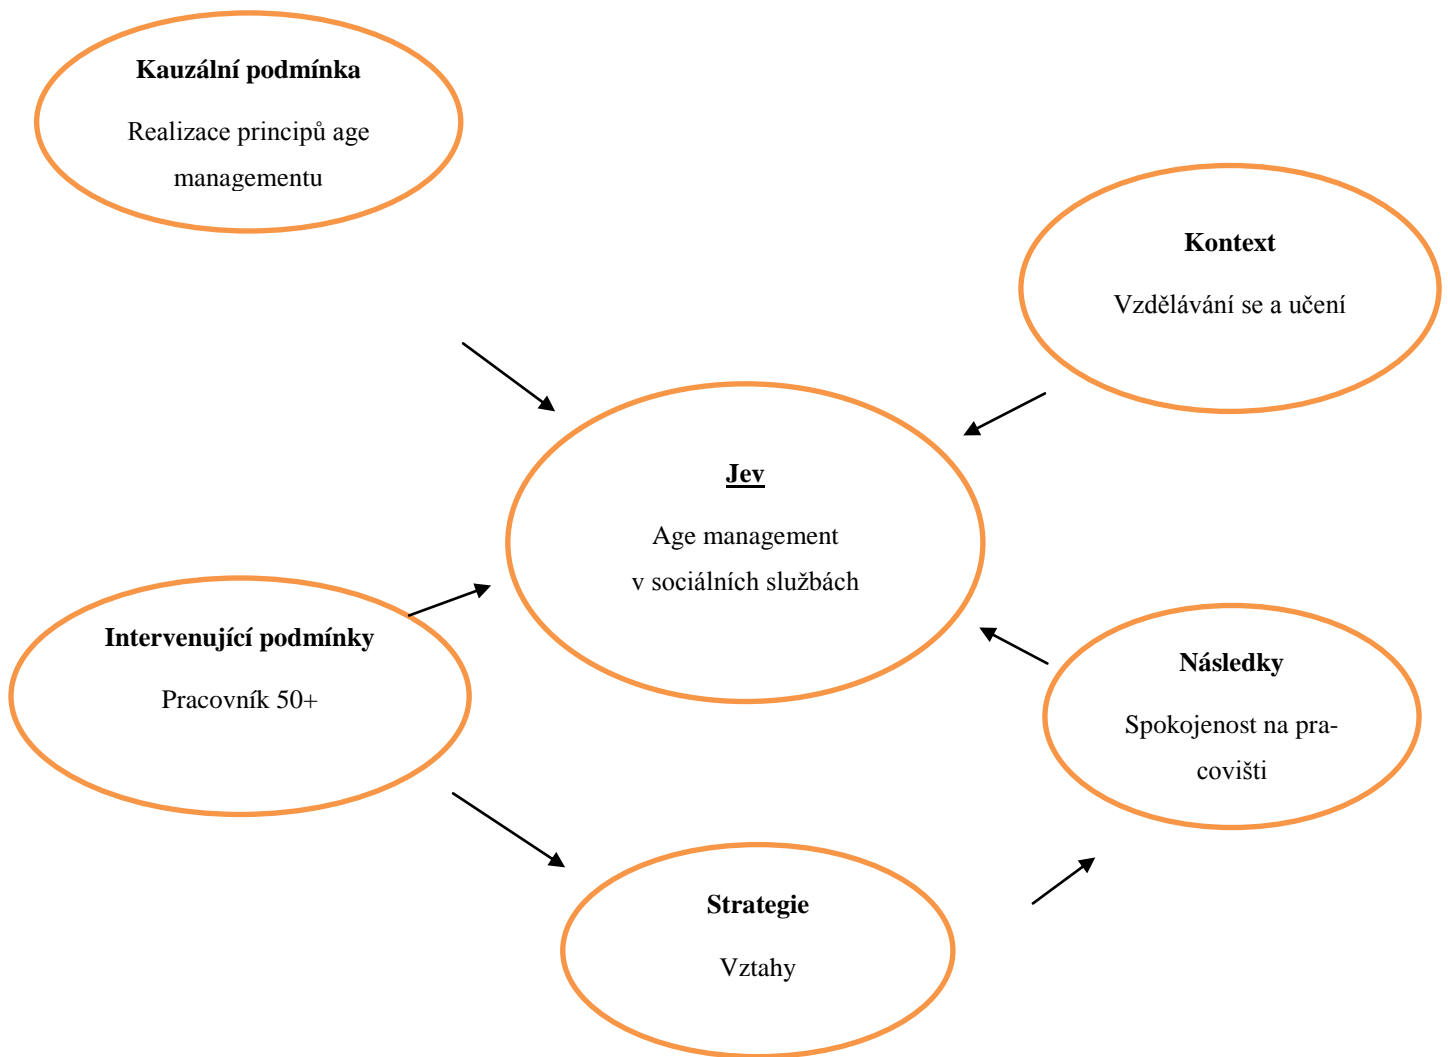 Kauzální podmínka
Realizace principů age
managementu
Kontext
Vzdělávání se a učení
Jev
Age management
v sociálních službách
Intervenující podmínky
Pracovník 50+
Následky
Spokojenost na pra-
covišti
Strategie
Vztahy